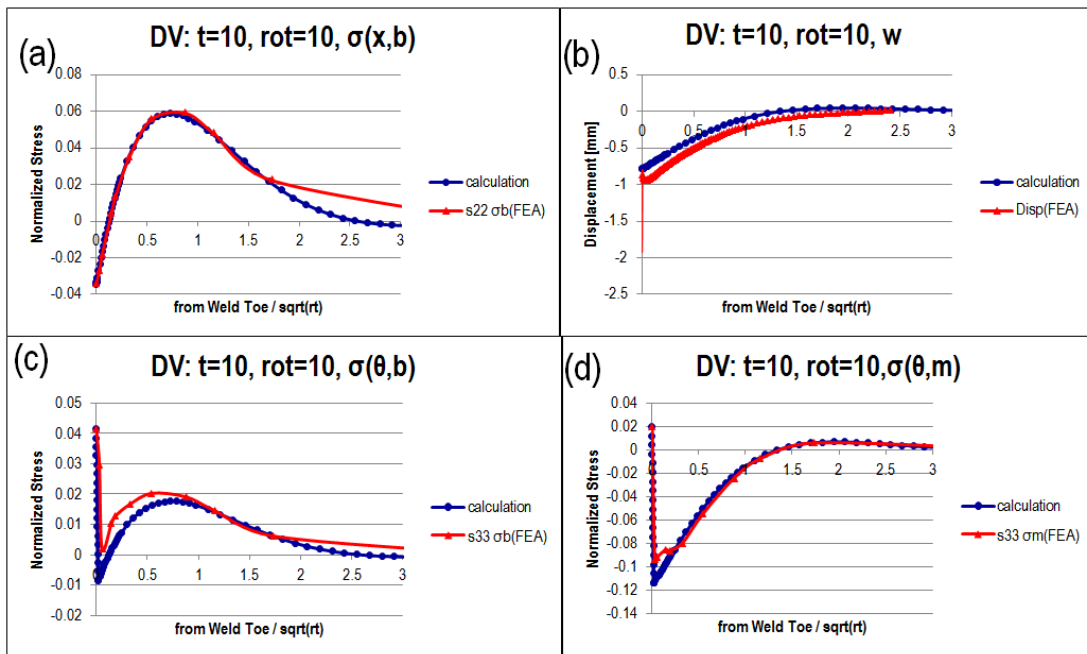 (a)
DV: t=10, rot=10, σ(x,b)
0.08
0.06
0.04
0.02
0
-0.02
-0.04
0 0.5 1 1.5 2 2.5 3
Normalized Stress
from Weld Toe / sqrt(rt)
calculation
s22 σb(FEA)
(b)
DV: t=10, rot=10, w
0.5
0
-0.5
-1
-1.5
-2
-2.5
0 0.5 1 1.5 2 2.5 3
Displacement [mm]
from Weld Toe / sqrt(rt)
calculation
Disp(FEA)
(c)
DV: t=10, rot=10, σ(θ,b)
0.05
0.04
0.03
0.02
0.01
0
-0.01
-0.02
0 0.5 1 1.5 2 2.5 3
Normalized Stress
from Weld Toe / sqrt(rt)
calculation
s33 σb(FEA)
(d)
DV: t=10, rot=10,σ(θ,m)
0.04
0.02
0
-0.02
-0.04
-0.06
-0.08
-0.1
-0.12
-0.14
0.5 1 1.5 2 2.5 3
Normalized Stress
from Weld Toe / sqrt(rt)
calculation
s33 σm(FEA)